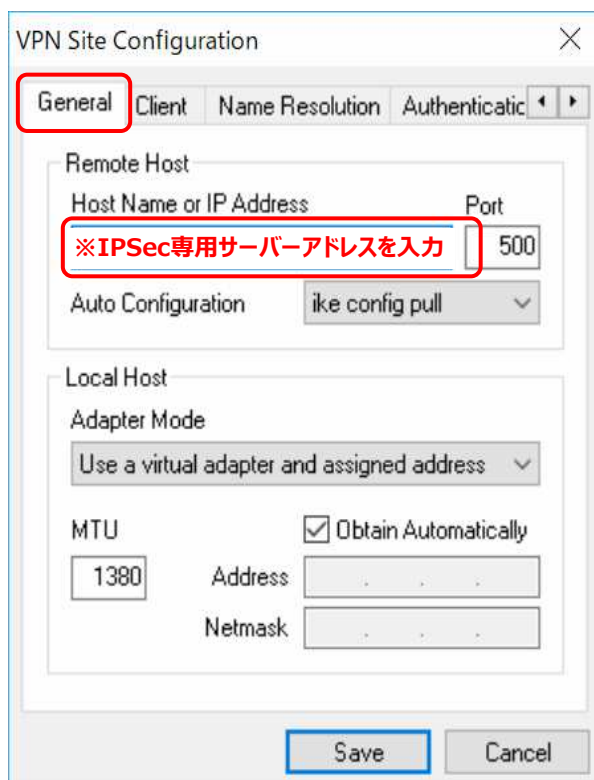 VPN Site Configuration
General Client Name Resolution Authenticatic
Remote Host
Host Name or IP Address Port
※IPSec専用サーバーアドレスを入力 500
Auto Configuration ike config pull
Local Host
Adapter Mode
Use a virtual adapter and assigned address
MTU Obtain Automatically
1380 Address . . .
Netmask . . .
Save Cancel